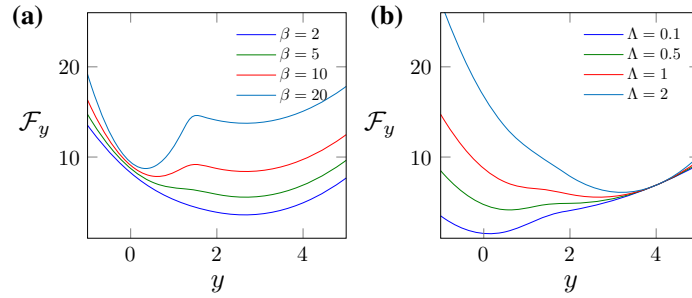 (a)
β = 2
β = 5
β = 10
β = 20
20
10
𝓕y
0
2
4
y
(b)
Λ = 0.1
Λ = 0.5
Λ = 1
Λ = 2
20
10
𝓕y
0
2
4
y